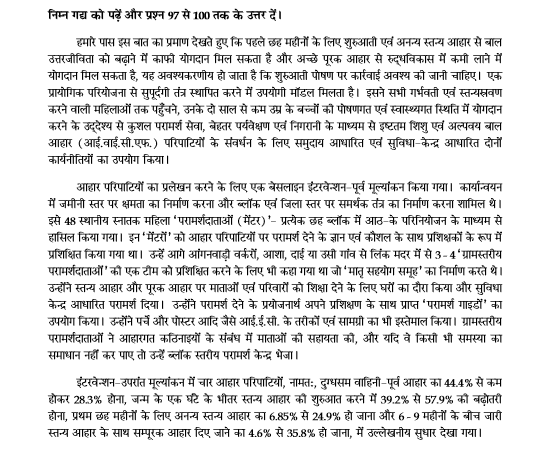 निम्न गद्य को पढ़ें और प्रश्न 97 से 100 तक के उत्तर दें।
हमारे पास इस बात का प्रमाण देखते हुए कि पहले छह महीनों के लिए शुरुआती एवं अनन्य स्तन्य आहार से बाल
उत्तरजीविता को बढ़ाने में काफी योगदान मिल सकता है और अच्छे पूरक आहार से रुद्धविकास में कमी लाने में
योगदान मिल सकता है, यह अवश्यकरणीय हो जाता है कि शुरुआती पोषण पर कार्रवाई अवश्य की जानी चाहिए। एक
प्रायोगिक परियोजना से सुपूर्दगी तंत्र स्थापित करने में उपयोगी मॉडल मिलता है। इसने सभी गर्भवती एवं स्तन्यस्रवण
करने वाली महिलाओं तक पहुँचने, उनके दो साल से कम उम्र के बच्चों की पोषणगत एवं स्वास्थ्यगत स्थिति में योगदान
करने के उद्देश्य से कुशल परामर्श सेवा, बेहतर पर्यवेक्षण एवं निगरानी के माध्यम से इष्टतम शिशु एवं अल्पवय बाल
आहार (आई.वाई.सी.एफ.) परिपाटियों के संवर्धन के लिए समुदाय आधारित एवं सुविधा-केन्द्र आधारित दोनों
कार्यनीतियों का उपयोग किया।
आहार परिपाटियों का प्रलेखन करने के लिए एक बेसलाइन इंटरवेन्शन-पूर्व मूल्यांकन किया गया। कार्यान्वयन
में जमीनी स्तर पर क्षमता का निर्माण करना और ब्लॉक एवं जिला स्तर पर समर्थक तंत्र का निर्माण करना शामिल थे।
इसे 48 स्थानीय स्नातक महिला 'परामर्शदाताओं (मेंटर)'- प्रत्येक छह ब्लॉक में आठ-के परिनियोजन के माध्यम से
हासिल किया गया। इन 'मेंटरों' को आहार परिपाटियों पर परामर्श देने के ज्ञान एवं कौशल के साथ प्रशिक्षकों के रूप में
प्रशिक्षित किया गया था। उन्हें आगे आंगनवाड़ी वर्करों, आशा, दाई या उसी गांव से लिंक मदर में से 3-4 'ग्रामस्तरीय
परामर्शदाताओं' की एक टीम को प्रशिक्षित करने के लिए भी कहा गया था जो 'मातृ सहयोग समूह' का निर्माण करते थे।
उन्होंने स्तन्य आहार और पूरक आहार पर माताओं एवं परिवारों को शिक्षा देने के लिए घरों का दौरा किया और सुविधा
केन्द्र आधारित परामर्श दिया। उन्होंने परामर्श देने के प्रयोजनार्थ अपने प्रशिक्षण के साथ प्राप्त 'परामर्श गाइडों' का
उपयोग किया। उन्होंने पर्चे और पोस्टर आदि जैसे आई.ई.सी. के तरीकों एवं सामग्री का भी इस्तेमाल किया। ग्रामस्तरीय
परामर्शदाताओं ने आहारगत कठिनाइयों के संबंध में माताओं की सहायता की, और यदि वे किसी भी समस्या का
समाधान नहीं कर पाए तो उन्हें ब्लॉक स्तरीय परामर्श केन्द्र भेजा।
इंटरवेन्शन-उपरांत मूल्यांकन में चार आहार परिपाटियों, नामत:, दुग्धसम वाहिनी-पूर्व आहार का 44.4% से कम
होकर 28.3% होना, जन्म के एक घंटे के भीतर स्तन्य आहार की शुरुआत करने में 39.2% से 57.9% की बढ़ोतरी
होना, प्रथम छह महीनों के लिए अनन्य स्तन्य आहार का 6.85% से 24.9% हो जाना और 6-9 महीनों के बीच जारी
स्तन्य आहार के साथ सम्पूरक आहार दिए जाने का 4.6% से 35.8% हो जाना, में उल्लेखनीय सुधार देखा गया।